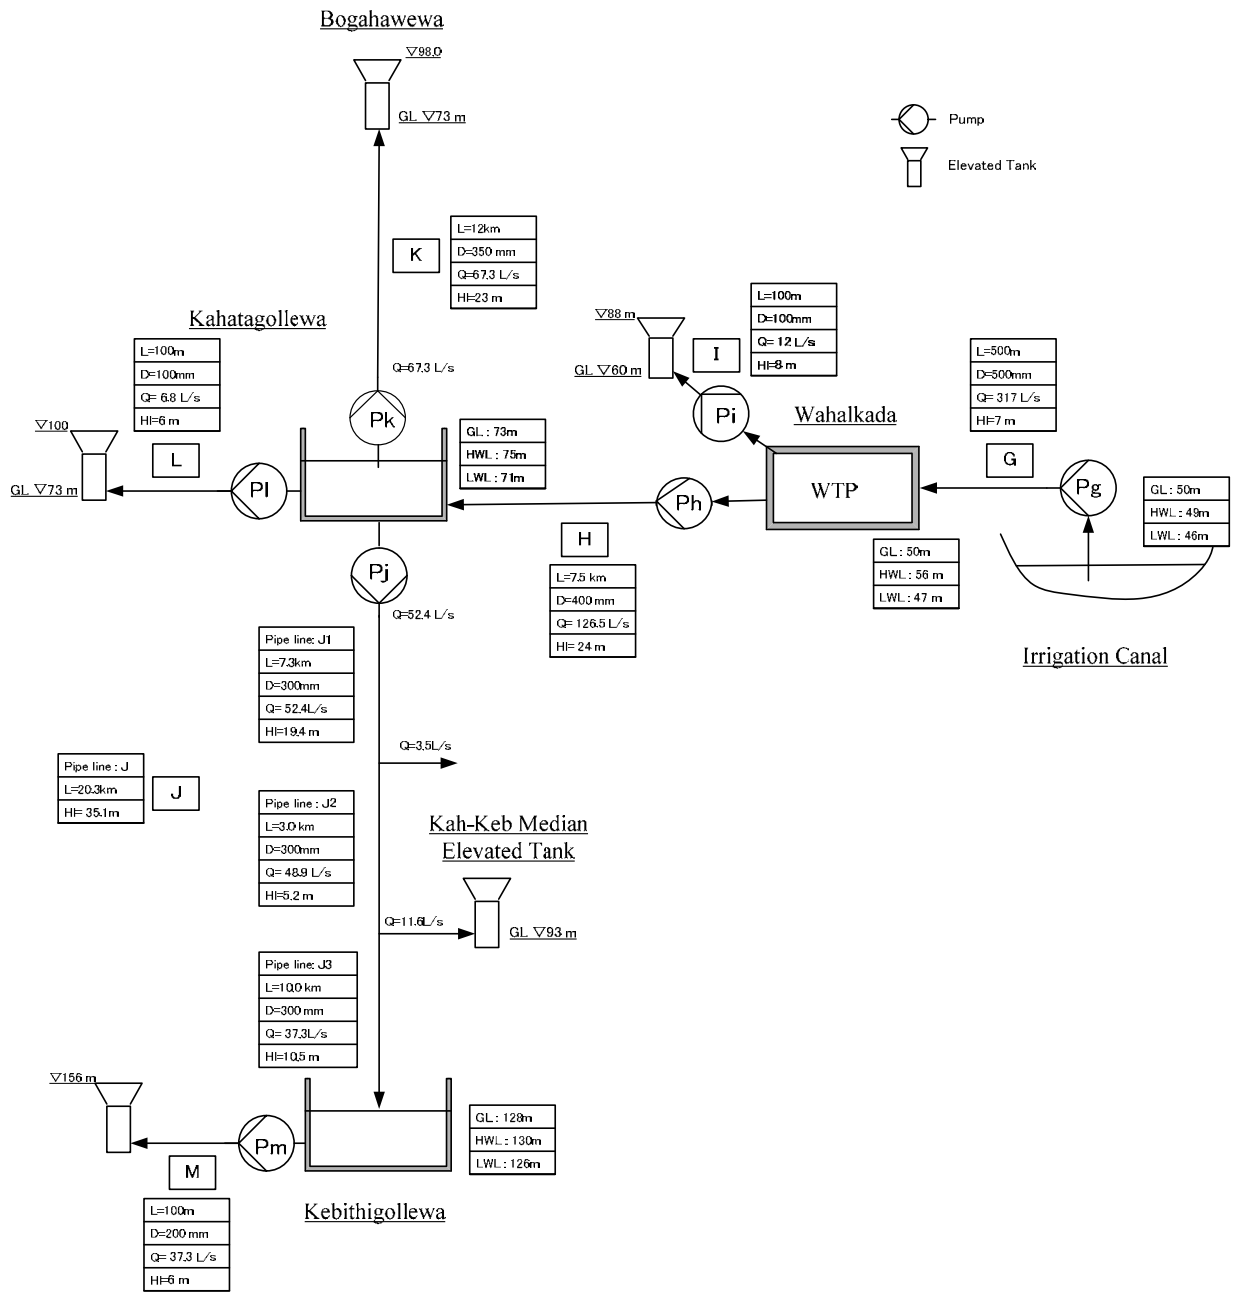 Bogahawewa
▽98.0
GL ▽73 m
Pump
Elevated Tank
K
L=12km
D=350 mm
Q=67.3 L/s
Hl=23 m
Q=67.3 L/s
Pk
Kahatagollewa
L=100m
D=100mm
Q= 6.8 L/s
Hl=6 m
L
▽100
GL ▽73 m
Pl
GL : 73m
HWL : 75m
LWL : 71m
▽88 m
GL ▽60 m
I
L=100m
D=100mm
Q= 12 L/s
Hl=8 m
Pi
Wahalkada
WTP
GL : 50m
HWL : 56 m
LWL : 47 m
L=500m
D=500mm
Q= 317 L/s
Hl=7 m
G
Pg
GL : 50m
HWL : 49m
LWL : 46m
Irrigation Canal
Ph
H
L=7.5 km
D=400 mm
Q= 126.5 L/s
Hl= 24 m
Pj
Q=52.4 L/s
Pipe line: J1
L=7.3km
D=300mm
Q= 52.4L/s
Hl=19.4 m
Q=3.5L/s
Pipe line : J
L=20.3km
Hl= 35.1m
J
Pipe line : J2
L=3.0 km
D=300mm
Q= 48.9 L/s
Hl=5.2 m
Kah-Keb Median
Elevated Tank
Q=11.6L/s
GL ▽93 m
Pipe line: J3
L=10.0 km
D=300 mm
Q= 37.3L/s
Hl=10.5 m
▽156 m
Pm
M
L=100m
D=200 mm
Q= 37.3 L/s
Hl=6 m
GL : 128m
HWL : 130m
LWL : 126m
Kebithigollewa